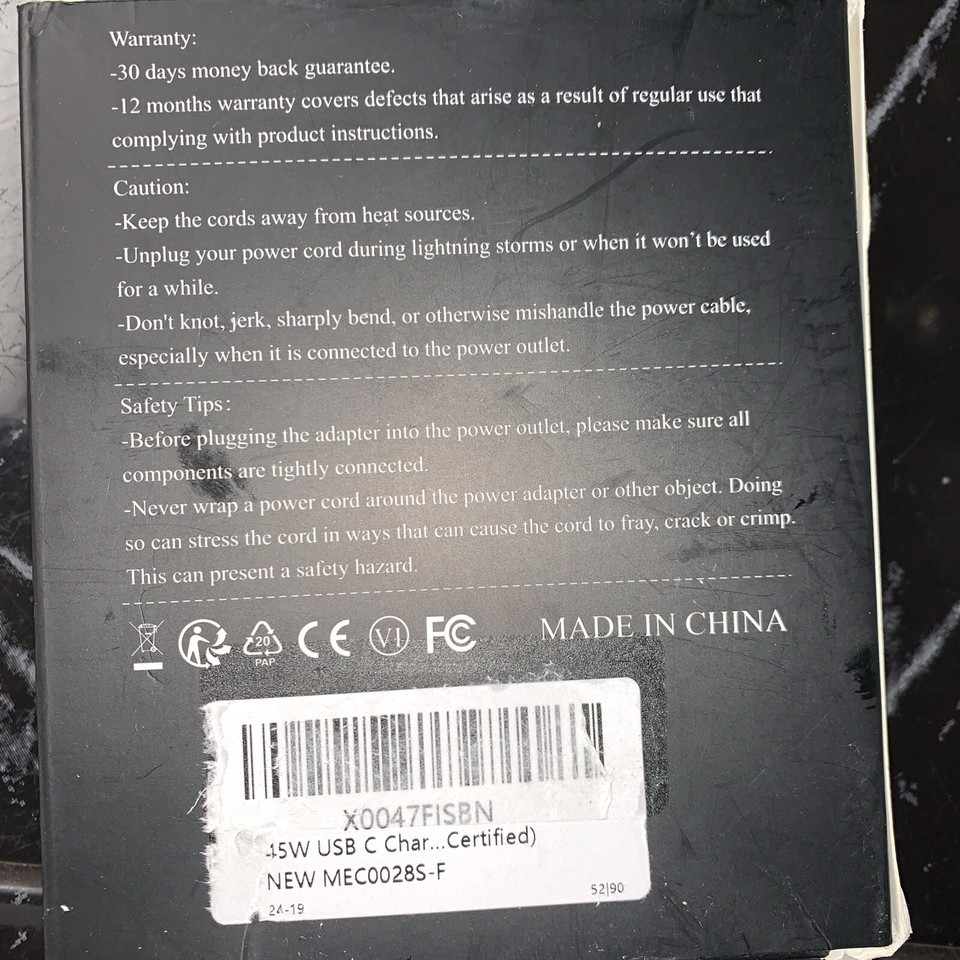 Warranty:
-30 days money back guarantee.
-12 months warranty covers defects that arise as a result of regular use that
complying with product instructions.
Caution:
-Keep the cords away from heat sources.
-Unplug your power cord during lightning storms or when it won't be used
for a while.
-Don't knot, jerk, sharply bend, or otherwise mishandle the power cable,
especially when it is connected to the power outlet.
Safety Tips:
-Before plugging the adapter into the power outlet, please make sure all
components are tightly connected.
-Never wrap a power cord around the power adapter or other object. Doing
so can stress the cord in ways that can cause the cord to fray, crack or crimp.
This can present a safety hazard.
20
PAP
CE VI FC MADE IN CHINA
X0047FISBN
45W USB C Char...Certified)
NEW MEC0028S-F
24-19 52|90